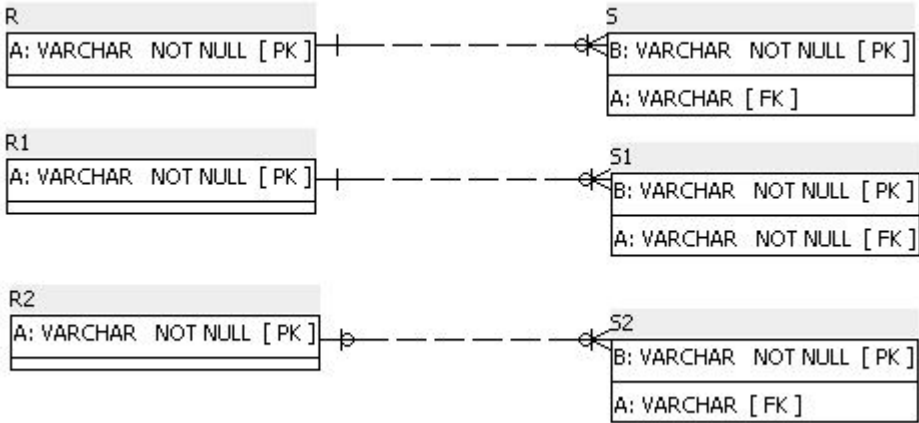 R
A: VARCHAR NOT NULL [ PK ]
S
B: VARCHAR NOT NULL [ PK ]
A: VARCHAR [ FK ]
R1
A: VARCHAR NOT NULL [ PK ]
S1
B: VARCHAR NOT NULL [ PK ]
A: VARCHAR NOT NULL [ FK ]
R2
A: VARCHAR NOT NULL [ PK ]
S2
B: VARCHAR NOT NULL [ PK ]
A: VARCHAR [ FK ]